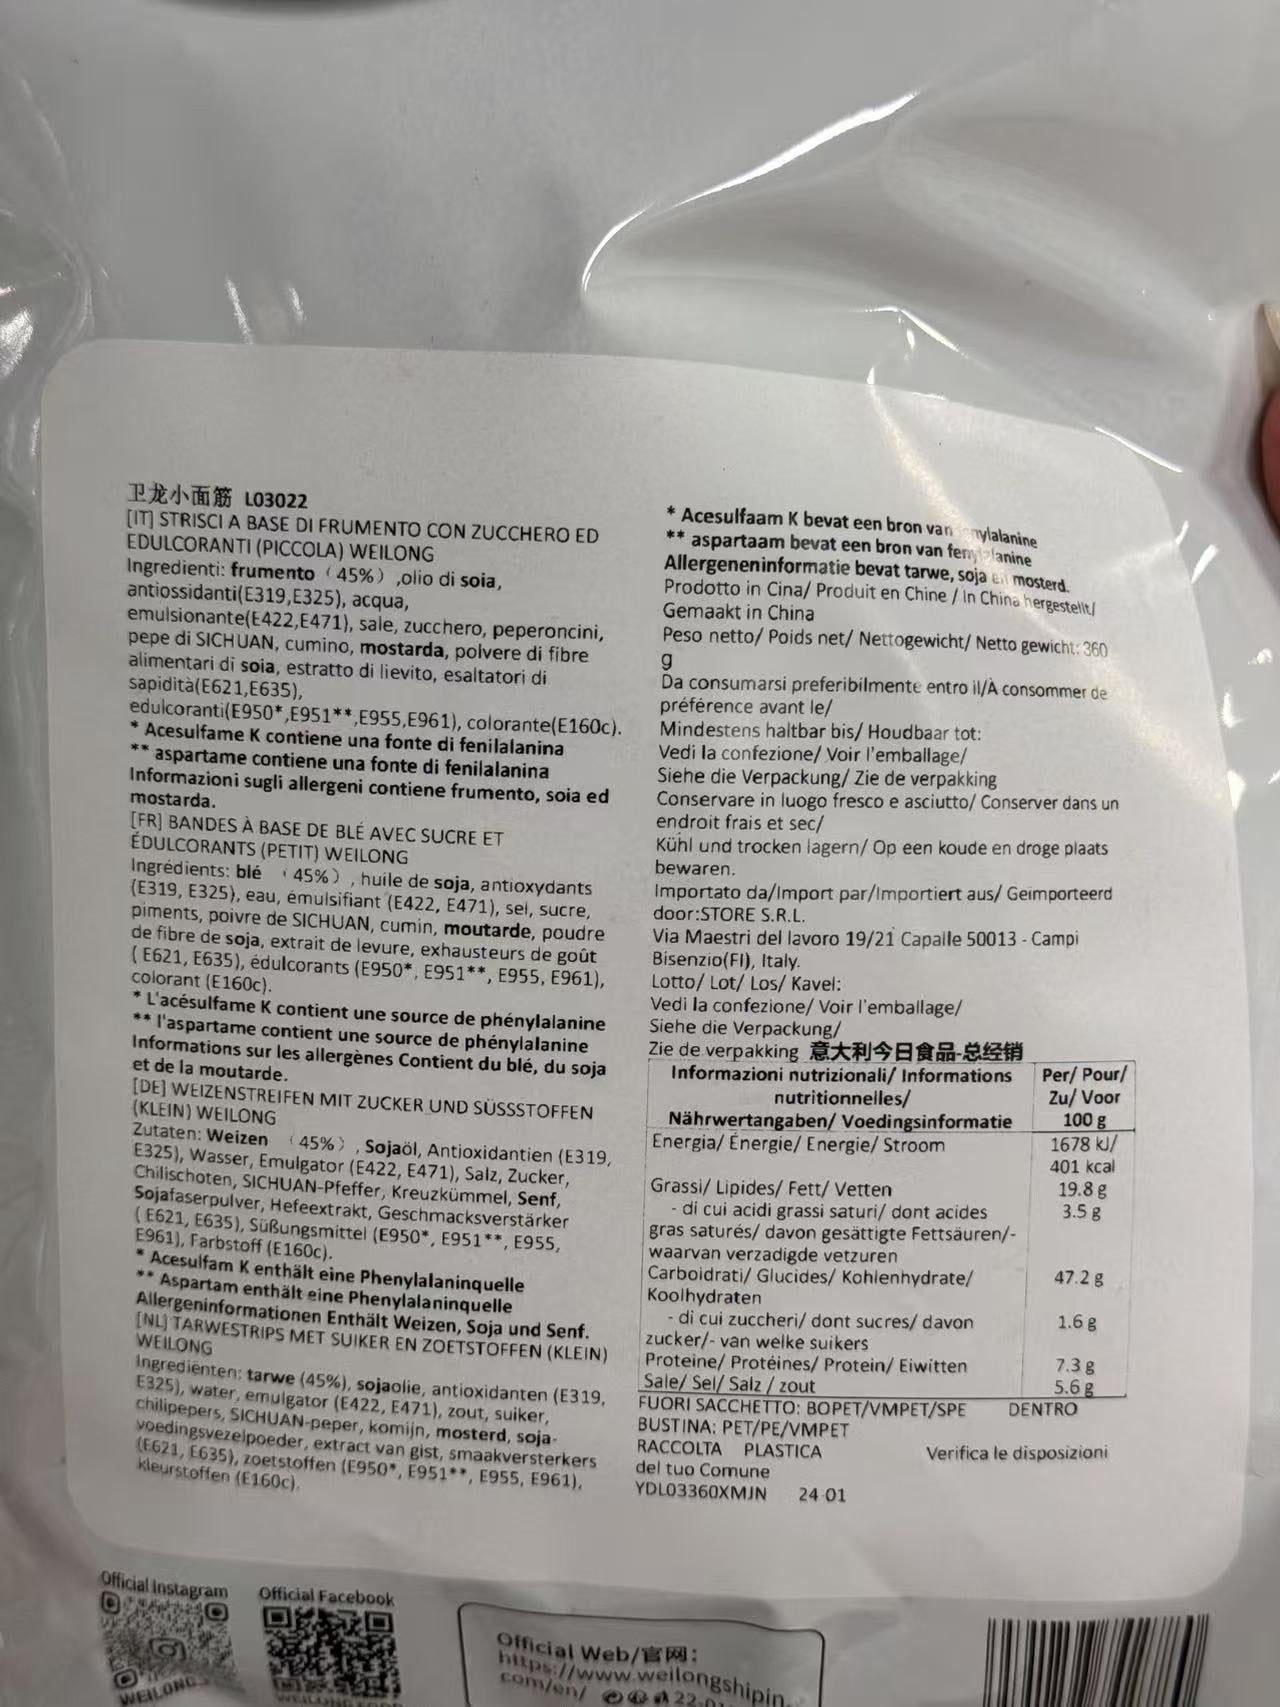 卫龙小面筋 L03022
[IT] STRISCI A BASE DI FRUMENTO CON ZUCCHERO ED
EDULCORANTI (PICCOLA) WEILONG
Ingredienti: frumento (45%) ,olio di soia,
antiossidanti(E319,E325), acqua,
emulsionante(E422,E471), sale, zucchero, peperoncini,
pepe di SICHUAN, cumino, mostarda, polvere di fibre
alimentari di soia, estratto di lievito, esaltatori di
sapidità(E621,E635),
edulcoranti(E950*,E951**,E955,E961), colorante(E160c).
* Acesulfame K contiene una fonte di fenilalanina
** aspartame contiene una fonte di fenilalanina
Informazioni sugli allergeni contiene frumento, soia ed
mostarda.
[FR] BANDES À BASE DE BLÉ AVEC SUCRE ET
ÉDULCORANTS (PETIT) WEILONG
Ingrédients: blé (45%) , huile de soja, antioxydants
(E319, E325), eau, émulsifiant (E422, E471), sel, sucre,
piments, poivre de SICHUAN, cumin, moutarde, poudre
de fibre de soja, extrait de levure, exhausteurs de goût
( E621, E635), édulcorants (E950*, E951**, E955, E961),
colorant (E160c).
* L'acésulfame K contient une source de phénylalanine
** l'aspartame contient une source de phénylalanine
Informations sur les allergènes Contient du blé, du soja
et de la moutarde.
[DE] WEIZENSTREIFEN MIT ZUCKER UND SÜSSSTOFFEN
(KLEIN) WEILONG
Zutaten: Weizen (45%) , Sojaöl, Antioxidantien (E319,
E325), Wasser, Emulgator (E422, E471), Salz, Zucker,
Chilischoten, SICHUAN-Pfeffer, Kreuzkümmel, Senf,
Sojafaserpulver, Hefeextrakt, Geschmacksverstärker
( E621, E635), Süßungsmittel (E950*, E951**, E955,
E961), Farbstoff (E160c).
* Acesulfam K enthält eine Phenylalaninquelle
** Aspartam enthält eine Phenylalaninquelle
Allergeninformationen Enthält Weizen, Soja und Senf.
[NL] TARWESTRIPS MET SUIKER EN ZOETSTOFFEN (KLEIN)
WEILONG
Ingrediënten: tarwe (45%), sojaolie, antioxidanten (E319,
E325), water, emulgator (E422, E471), zout, suiker,
chilipepers, SICHUAN-peper, komijn, mosterd, soja-
voedingsvezelpoeder, extract van gist, smaakversterkers
(E621, E635), zoetstoffen (E950*, E951**, E955, E961),
kleurstoffen (E160c).
* Acesulfaam K bevat een bron van
** aspartaam bevat een bron van
Allergeneninformatie bevat tarwe, soja en mosterd.
Prodotto in Cina/ Produit en Chine / In China hergestellt/
Gemaakt in China
Peso netto/ Poids net/ Nettogewicht/ Netto gewicht: 360
g
Da consumarsi preferibilmente entro il/À consommer de
préférence avant le/
Mindestens haltbar bis/ Houdbaar tot:
Vedi la confezione/ Voir l'emballage/
Siehe die Verpackung/ Zie de verpakking
Conservare in luogo fresco e asciutto/ Conserver dans un
endroit frais et sec/
Kühl und trocken lagern/ Op een koude en droge plaats
bewaren.
Importato da/Import par/Importiert aus/ Geimporteerd
door:STORE S.R.L.
Via Maestri del lavoro 19/21 Capalle 50013 - Campi
Bisenzio(FI), Italy.
Lotto/ Lot/ Los/ Kavel:
Vedi la confezione/ Voir l'emballage/
Siehe die Verpackung/
Zie de verpakking 意大利今日食品-总经销
Informazioni nutrizionali/ Informations Per/ Pour/
nutritionnelles/ Zu/ Voor
Nährwertangaben/ Voedingsinformatie 100 g
Energia/ Énergie/ Energie/ Stroom 1678 kJ/
401 kcal
Grassi/ Lipides/ Fett/ Vetten 19.8 g
- di cui acidi grassi saturi/ dont acides 3.5 g
gras saturés/ davon gesättigte Fettsäuren/-
waarvan verzadigde vetzuren
Carboidrati/ Glucides/ Kohlenhydrate/ 47.2 g
Koolhydraten
- di cui zuccheri/ dont sucres/ davon 1.6 g
zucker/- van welke suikers
Proteine/ Protéines/ Protein/ Eiwitten 7.3 g
Sale/ Sel/ Salz / zout 5.6 g
FUORI SACCHETTO: BOPET/VMPET/SPE DENTRO
BUSTINA: PET/PE/VMPET
RACCOLTA PLASTICA Verifica le disposizioni
del tuo Comune
YDL03360XMJN 24-01
Official Instagram
Official Facebook
WEILONG
Official Web/官网:
https://www.weilongshipin.
com/en/